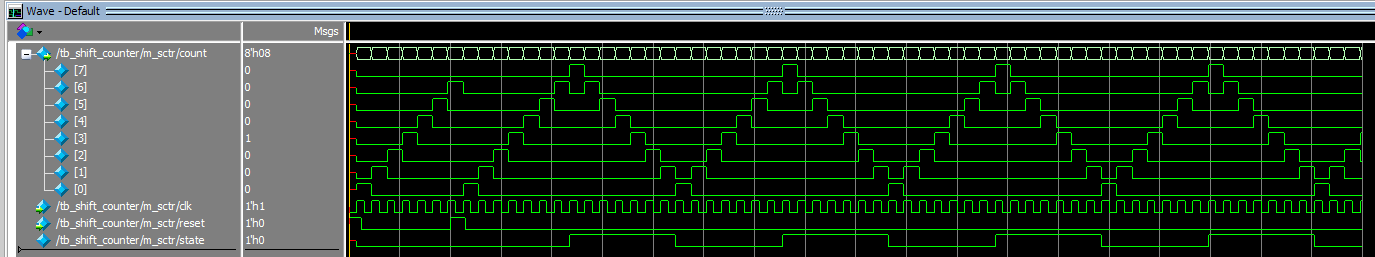 Wave - Default
Msgs
/tb_shift_counter/m_sctr/count 8'h08
[7] 0
[6] 0
[5] 0
[4] 0
[3] 1
[2] 0
[1] 0
[0] 0
/tb_shift_counter/m_sctr/clk 1'h1
/tb_shift_counter/m_sctr/reset 1'h0
/tb_shift_counter/m_sctr/state 1'h0